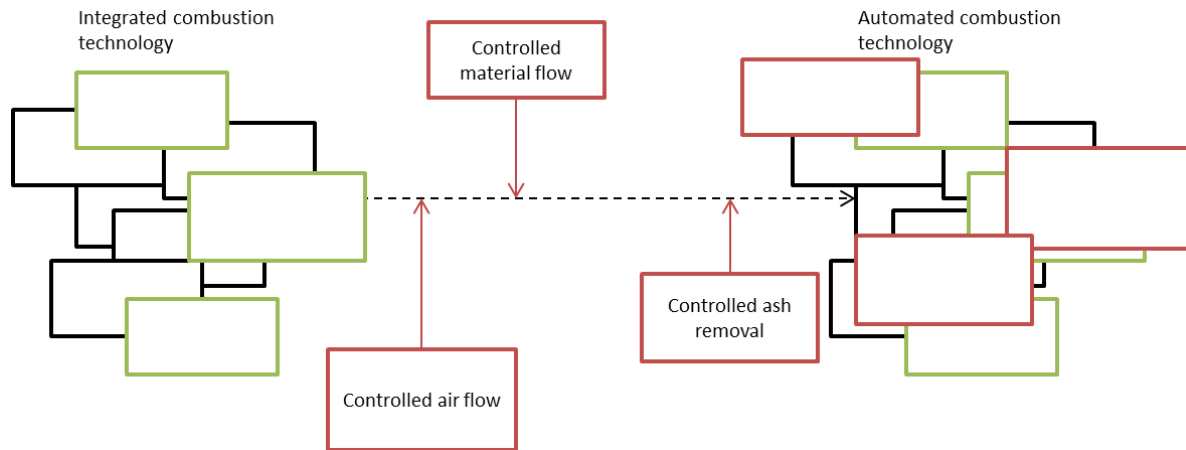 Integrated combustion
technology
Controlled
material flow
Automated combustion
technology
Controlled ash
removal
Controlled air flow